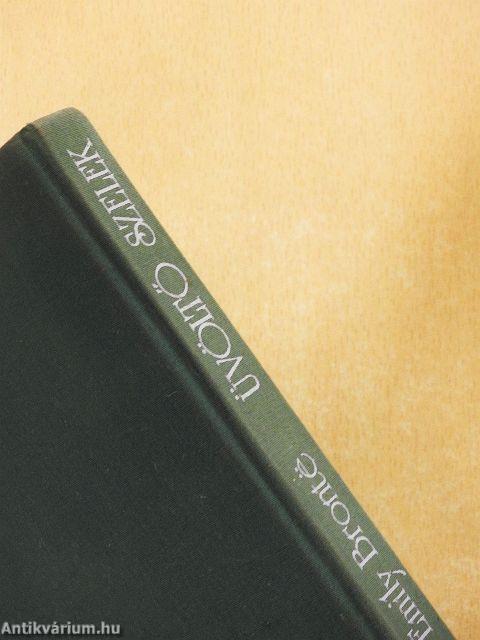 Emily Brontë
ÜVÖLTŐ SZELEK
Antikvárium.hu